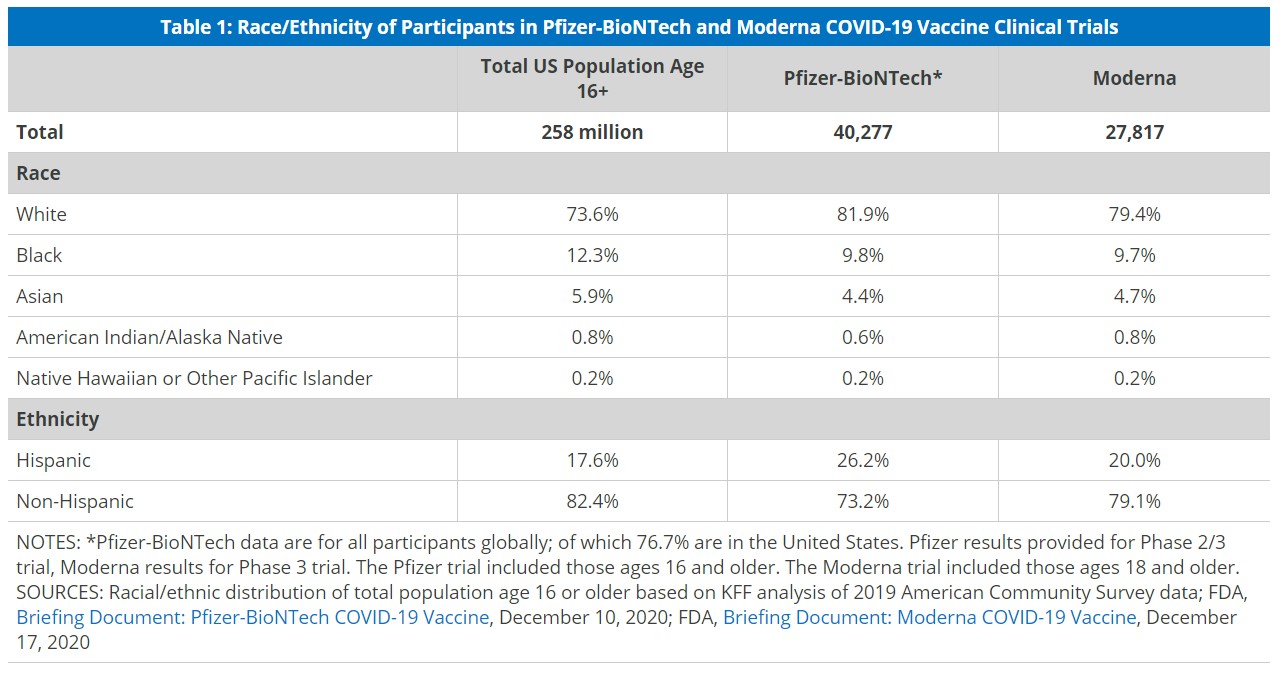 Table 1: Race/Ethnicity of Participants in Pfizer-BioNTech and Moderna COVID-19 Vaccine Clinical Trials
Total US Population Age
16+
Pfizer-BioNTech*
Moderna
Total 258 million 40,277 27,817
Race
White 73.6% 81.9% 79.4%
Black 12.3% 9.8% 9.7%
Asian 5.9% 4.4% 4.7%
American Indian/Alaska Native 0.8% 0.6% 0.8%
Native Hawaiian or Other Pacific Islander 0.2% 0.2% 0.2%
Ethnicity
Hispanic 17.6% 26.2% 20.0%
Non-Hispanic 82.4% 73.2% 79.1%
NOTES: *Pfizer-BioNTech data are for all participants globally; of which 76.7% are in the United States. Pfizer results provided for Phase 2/3
trial, Moderna results for Phase 3 trial. The Pfizer trial included those ages 16 and older. The Moderna trial included those ages 18 and older.
SOURCES: Racial/ethnic distribution of total population age 16 or older based on KFF analysis of 2019 American Community Survey data; FDA,
Briefing Document: Pfizer-BioNTech COVID-19 Vaccine, December 10, 2020; FDA, Briefing Document: Moderna COVID-19 Vaccine, December
17, 2020